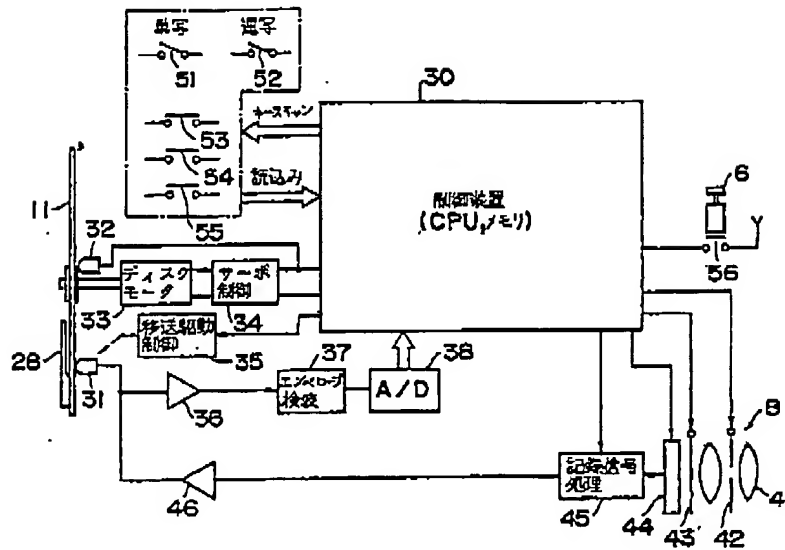 単写
連写
51
52
30
53
キースキャン
54
読込み
55
11
32
制御装置
(CPU,メモリ)
6
56
ディスク
モータ
サーボ
制御
33
34
移送駆動
制御
35
28
31
37
38
エンベロープ
検波
A/D
36
8
記録信号
処理
4
46
45
44
43
42